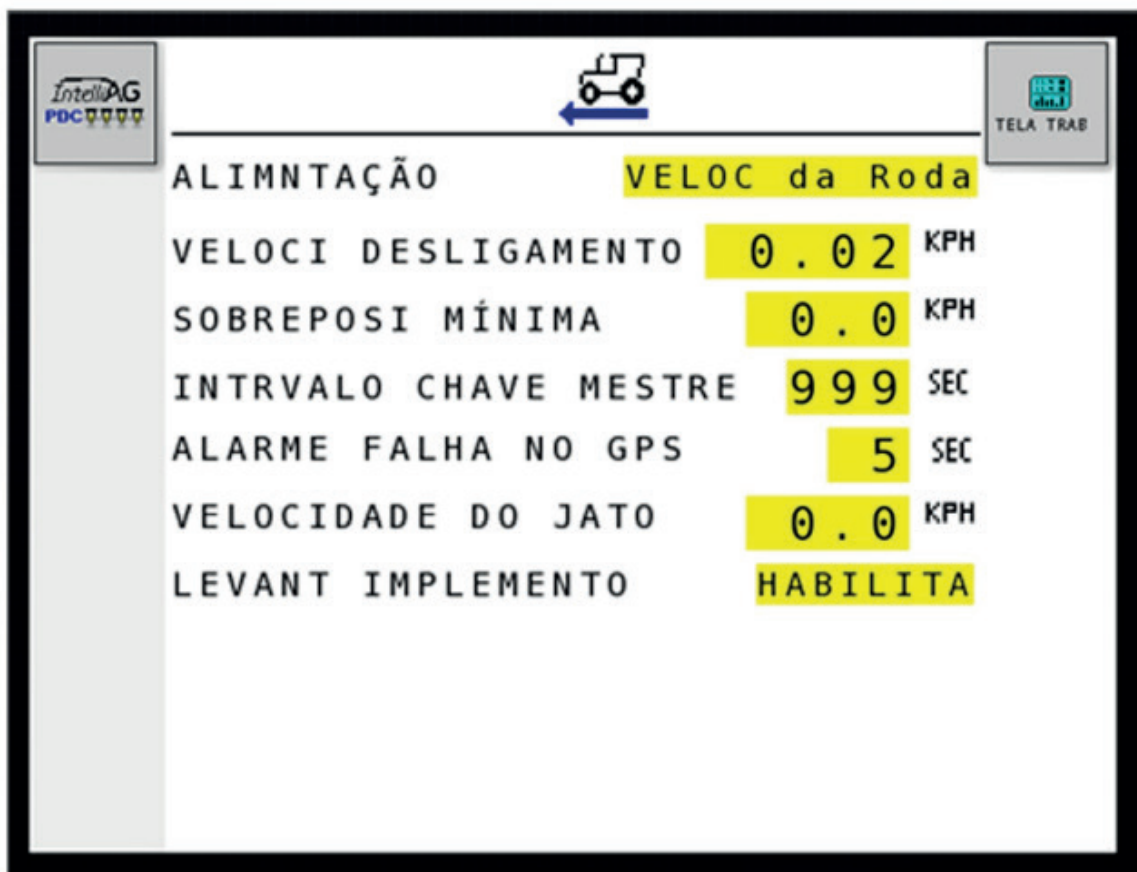 IntelliAG
PDC
TELA TRAB
ALIMNTAÇÃO VELOC da Roda
VELOCI DESLIGAMENTO 0.02 KPH
SOBREPOSI MÍNIMA 0.0 KPH
INTRVALO CHAVE MESTRE 999 SEC
ALARME FALHA NO GPS 5 SEC
VELOCIDADE DO JATO 0.0 KPH
LEVANT IMPLEMENTO HABILITA